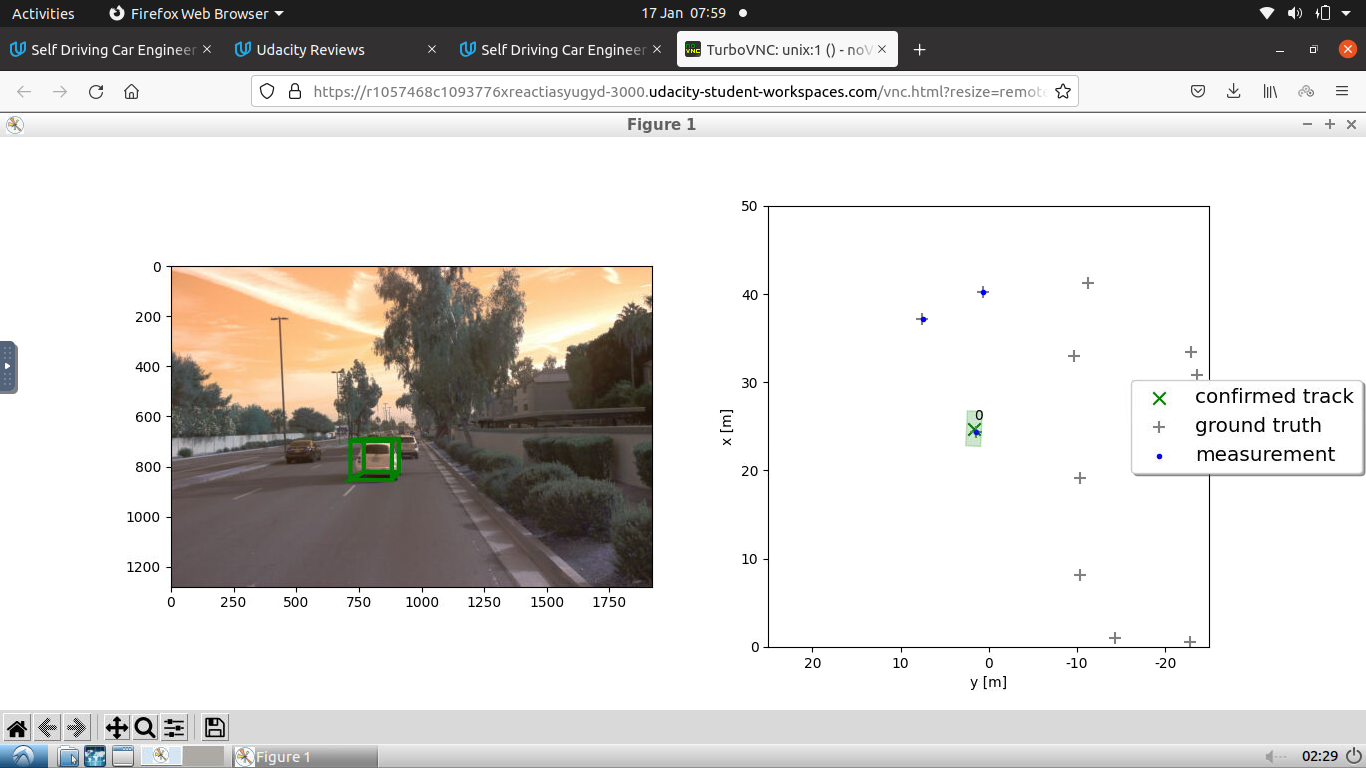 Activities Firefox Web Browser 17 Jan 07:59
Self Driving Car Engineer Udacity Reviews Self Driving Car Engineer TurboVNC: unix:1 () - noV
https://r1057468c1093776xreactiasyugyd-3000.udacity-student-workspaces.com/vnc.html?resize=remote
Figure 1
0
200
400
600
800
1000
1200
0 250 500 750 1000 1250 1500 1750
50
40
30
20
10
0
x [m]
0
20 10 0 -10 -20
y [m]
confirmed track
ground truth
measurement
Figure 1 02:29